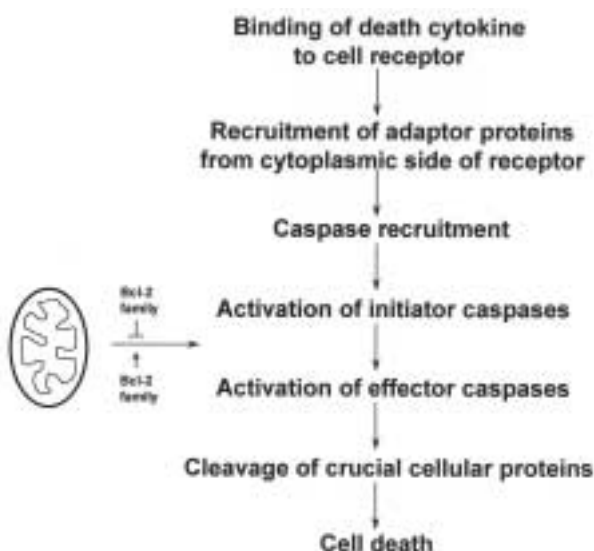 Binding of death cytokine
to cell receptor
Recruitment of adaptor proteins
from cytoplasmic side of receptor
Caspase recruitment
Bcl-2
family
Activation of initiator caspases
Bcl-2
family
Activation of effector caspases
Cleavage of crucial cellular proteins
Cell death